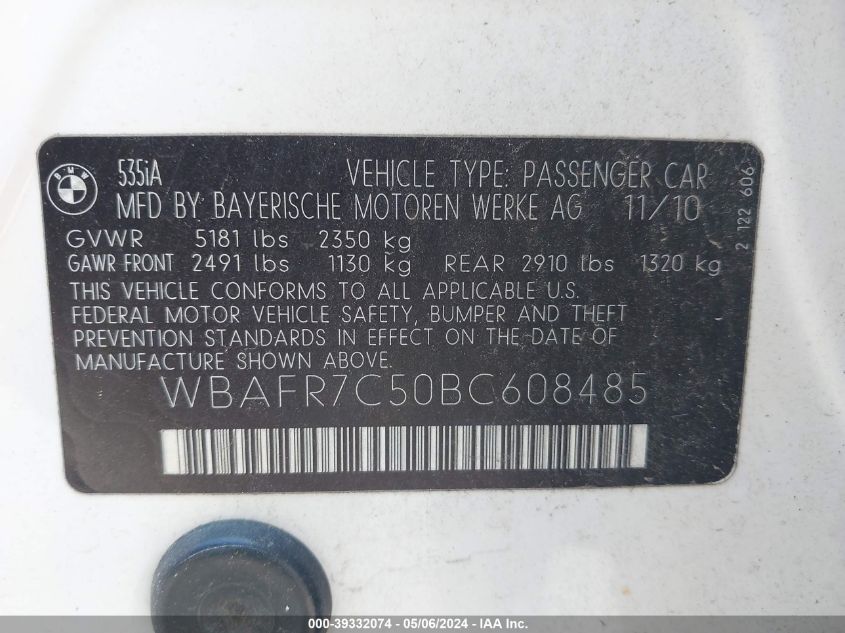 BMW
535iA VEHICLE TYPE: PASSENGER CAR
MFD BY BAYERISCHE MOTOREN WERKE AG 11/10
GVWR 5181 lbs 2350 kg
GAWR FRONT 2491 lbs 1130 kg REAR 2910 lbs 1320 kg
THIS VEHICLE CONFORMS TO ALL APPLICABLE U.S.
FEDERAL MOTOR VEHICLE SAFETY, BUMPER AND THEFT
PREVENTION STANDARDS IN EFFECT ON THE DATE OF
MANUFACTURE SHOWN ABOVE.
WBAFR7C50BC608485
2 122 606
000-39332074 - 05/06/2024 - IAA Inc.